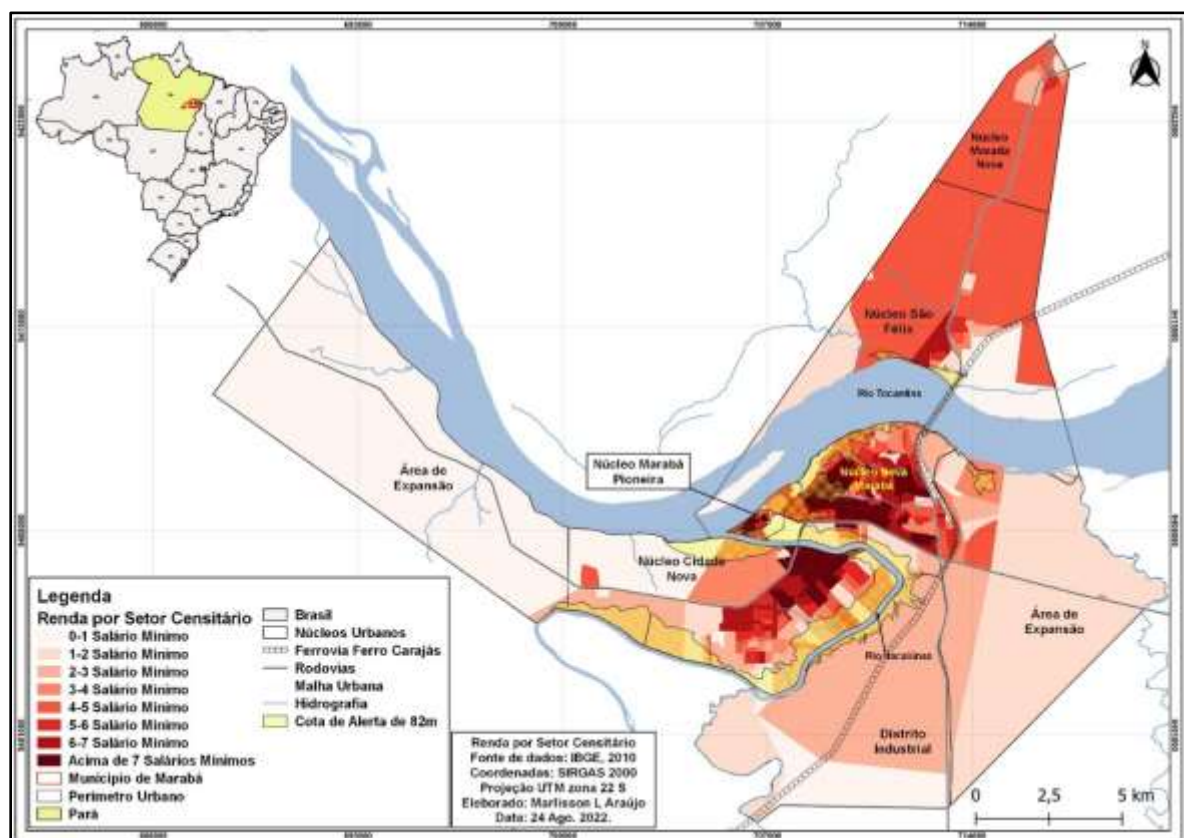 700000
707000
714000
N
Núcleo
Morada
Nova
Núcleo São
Félix
Rio Tocantins
Núcleo Marabá
Pioneira
Núcleo Nova
Marabá
Área de
Expansão
Núcleo Cidade
Nova
Área de
Expansão
Rio Itacaiúnas
Distrito
Industrial
Legenda
Renda por Setor Censitário
0-1 Salário Mínimo
1-2 Salário Mínimo
2-3 Salário Mínimo
3-4 Salário Mínimo
4-5 Salário Mínimo
5-6 Salário Mínimo
6-7 Salário Mínimo
Acima de 7 Salários Mínimos
Município de Marabá
Perímetro Urbano
Pará
Brasil
Núcleos Urbanos
Ferrovia Ferro Carajás
Rodovias
Malha Urbana
Hidrografia
Cota de Alerta de 82m
Renda por Setor Censitário
Fonte de dados: IBGE, 2010
Coordenadas: SIRGAS 2000
Projeção UTM zona 22 S
Eleborado: Marlisson L Araújo
Data: 24 Ago. 2022.
0 2,5 5 km